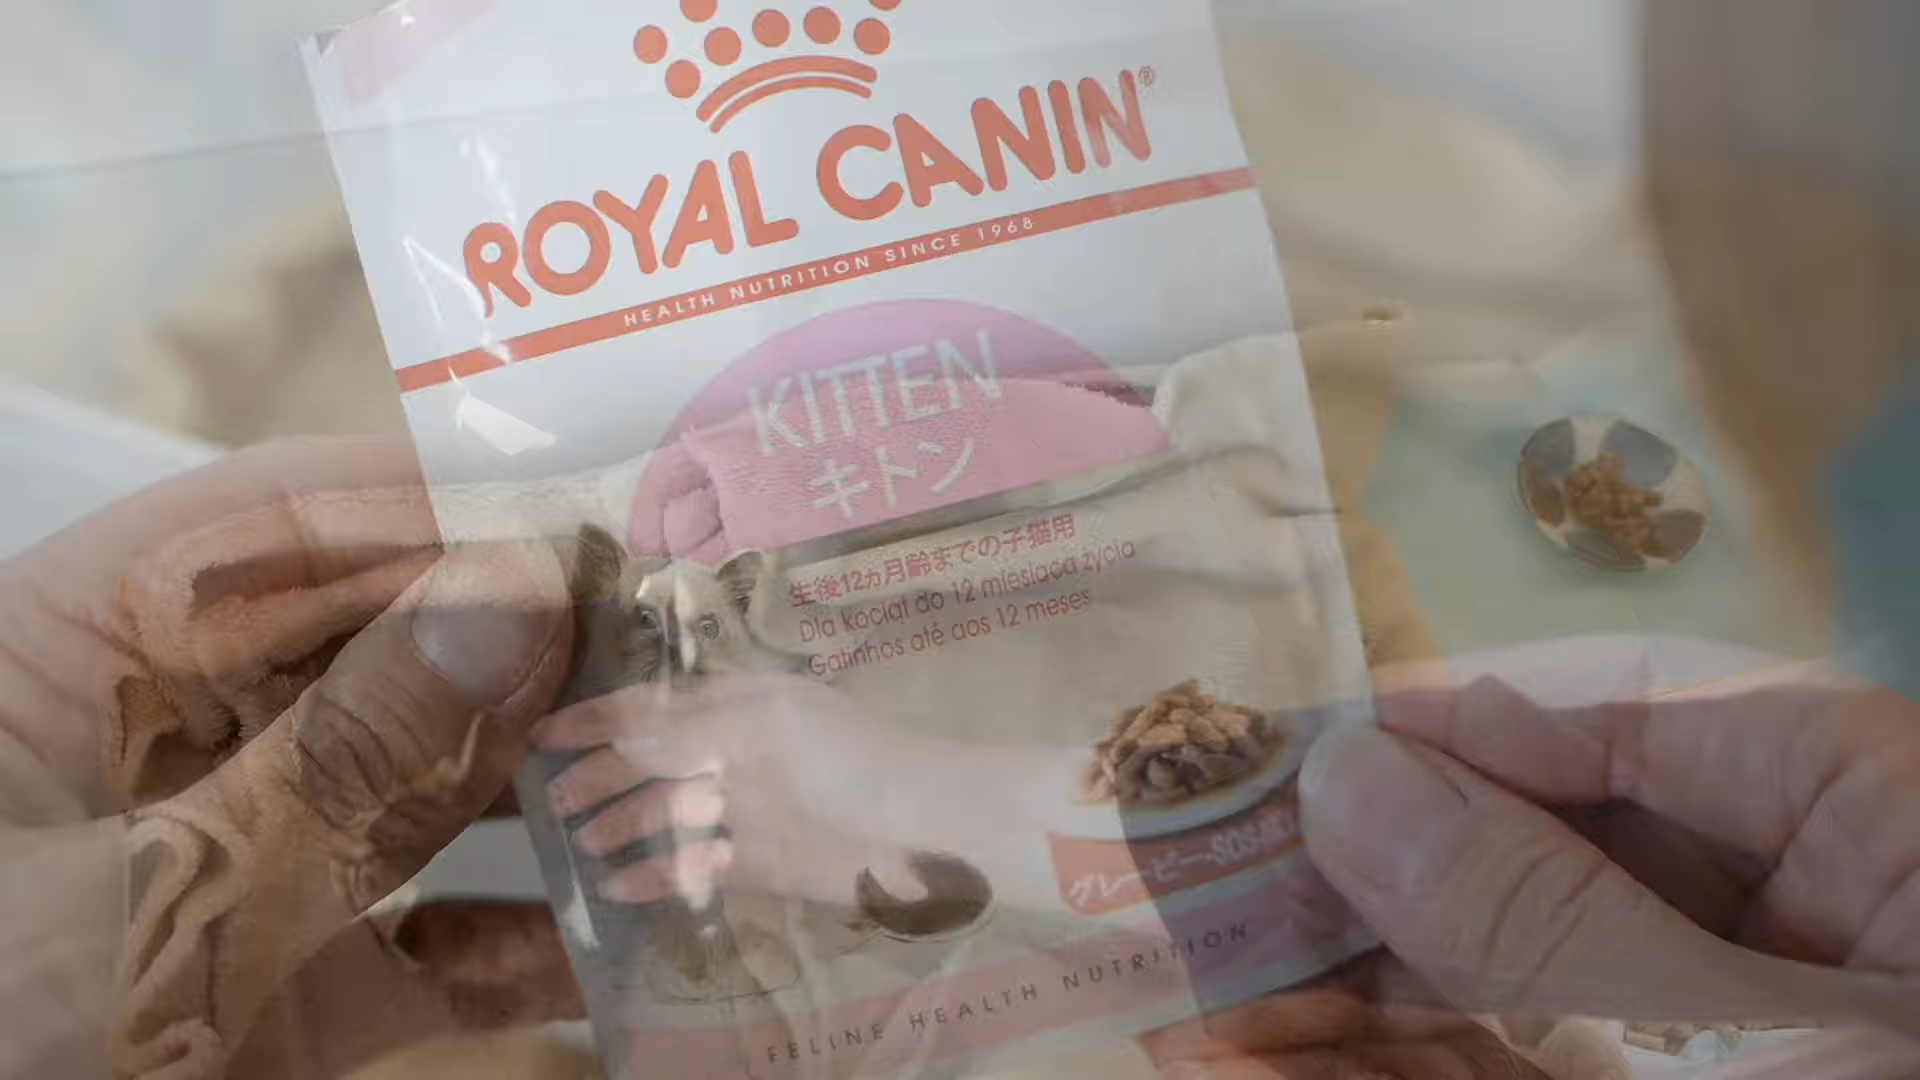 ROYAL CANIN®
HEALTH NUTRITION SINCE 1968
KITTEN
キトン
生後12カ月齢までの子猫用
Dla kociąt do 12 miesiąca życia
Gatinhos até aos 12 meses
グレービー
FELINE HEALTH NUTRITION